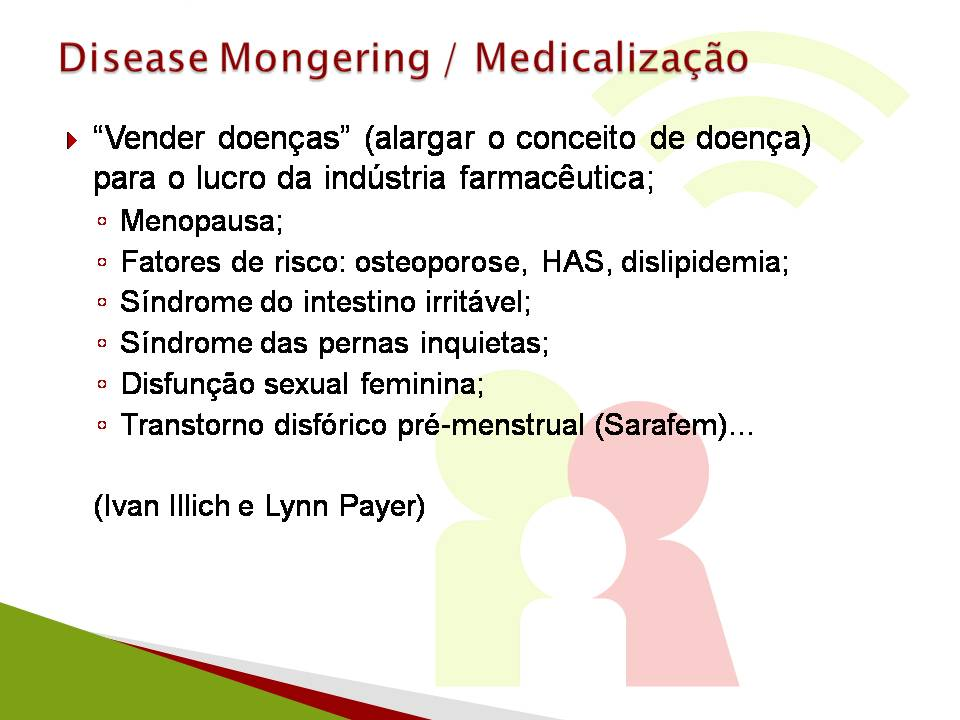 Disease Mongering / Medicalização
“Vender doenças” (alargar o conceito de doença)
para o lucro da indústria farmacêutica;
Menopausa;
Fatores de risco: osteoporose, HAS, dislipidemia;
Síndrome do intestino irritável;
Síndrome das pernas inquietas;
Disfunção sexual feminina;
Transtorno disfórico pré-menstrual (Sarafem)...
(Ivan Illich e Lynn Payer)